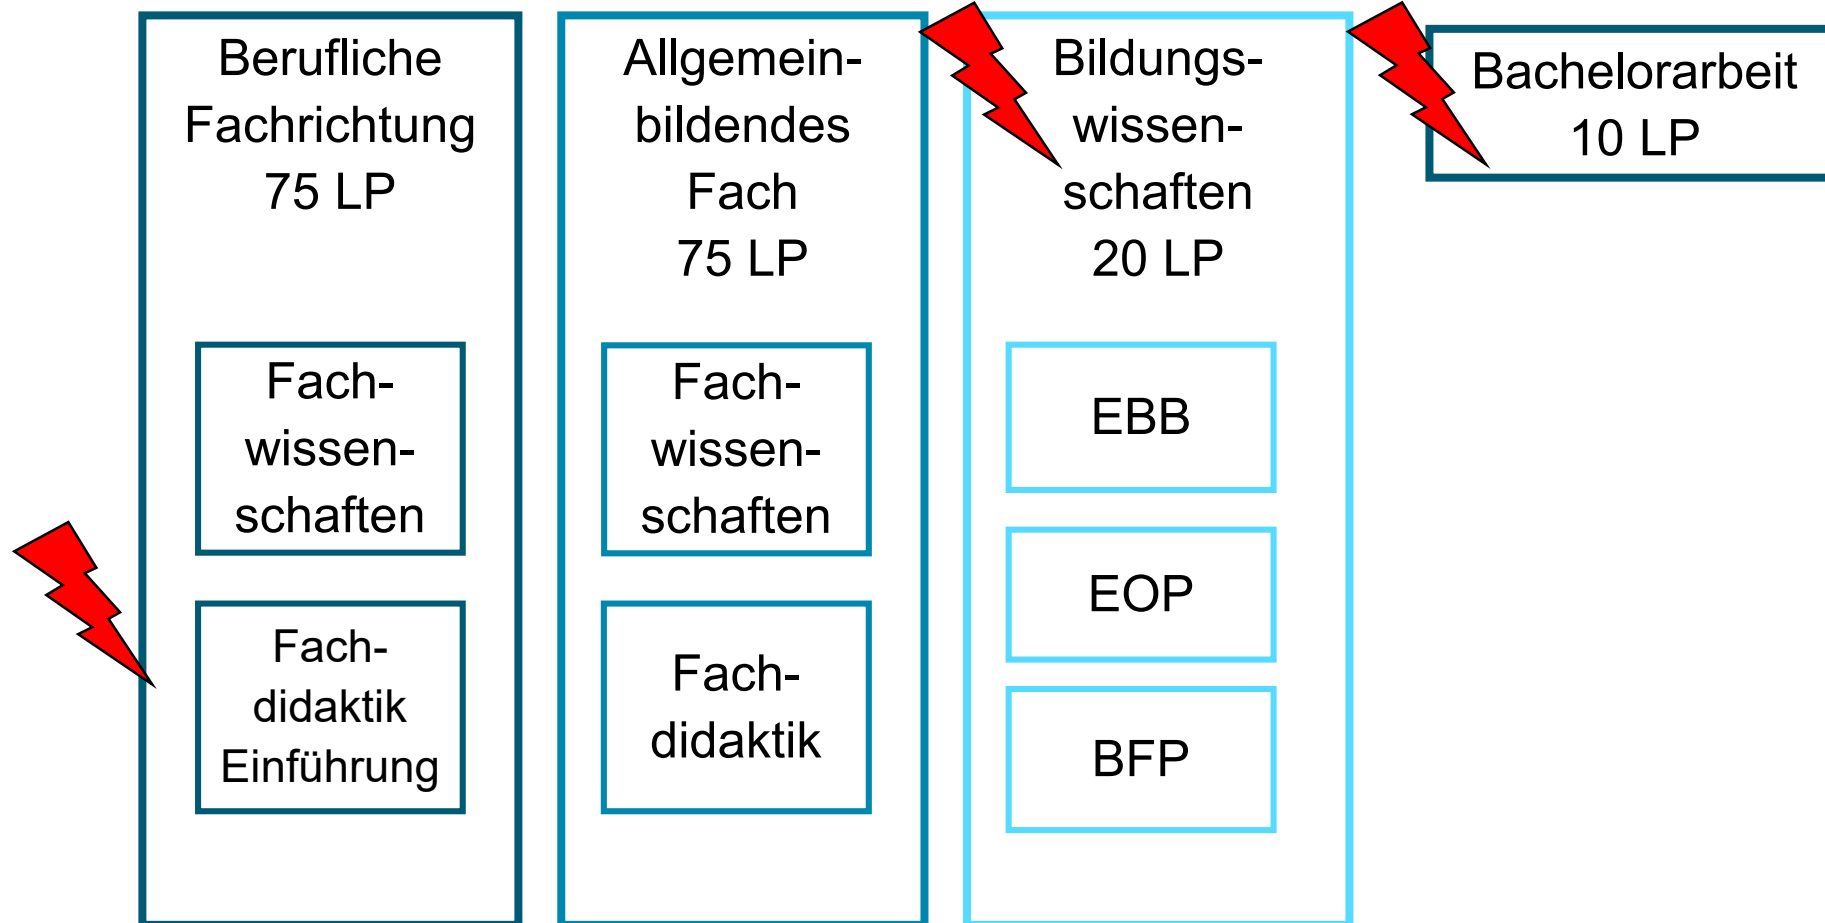 Berufliche
Fachrichtung
75 LP
Fach-
wissen-
schaften
Fach-
didaktik
Einführung
Allgemein-
bildendes
Fach
75 LP
Fach-
wissen-
schaften
Fach-
didaktik
Bildungs-
wissen-
schaften
20 LP
EBB
EOP
BFP
Bachelorarbeit
10 LP